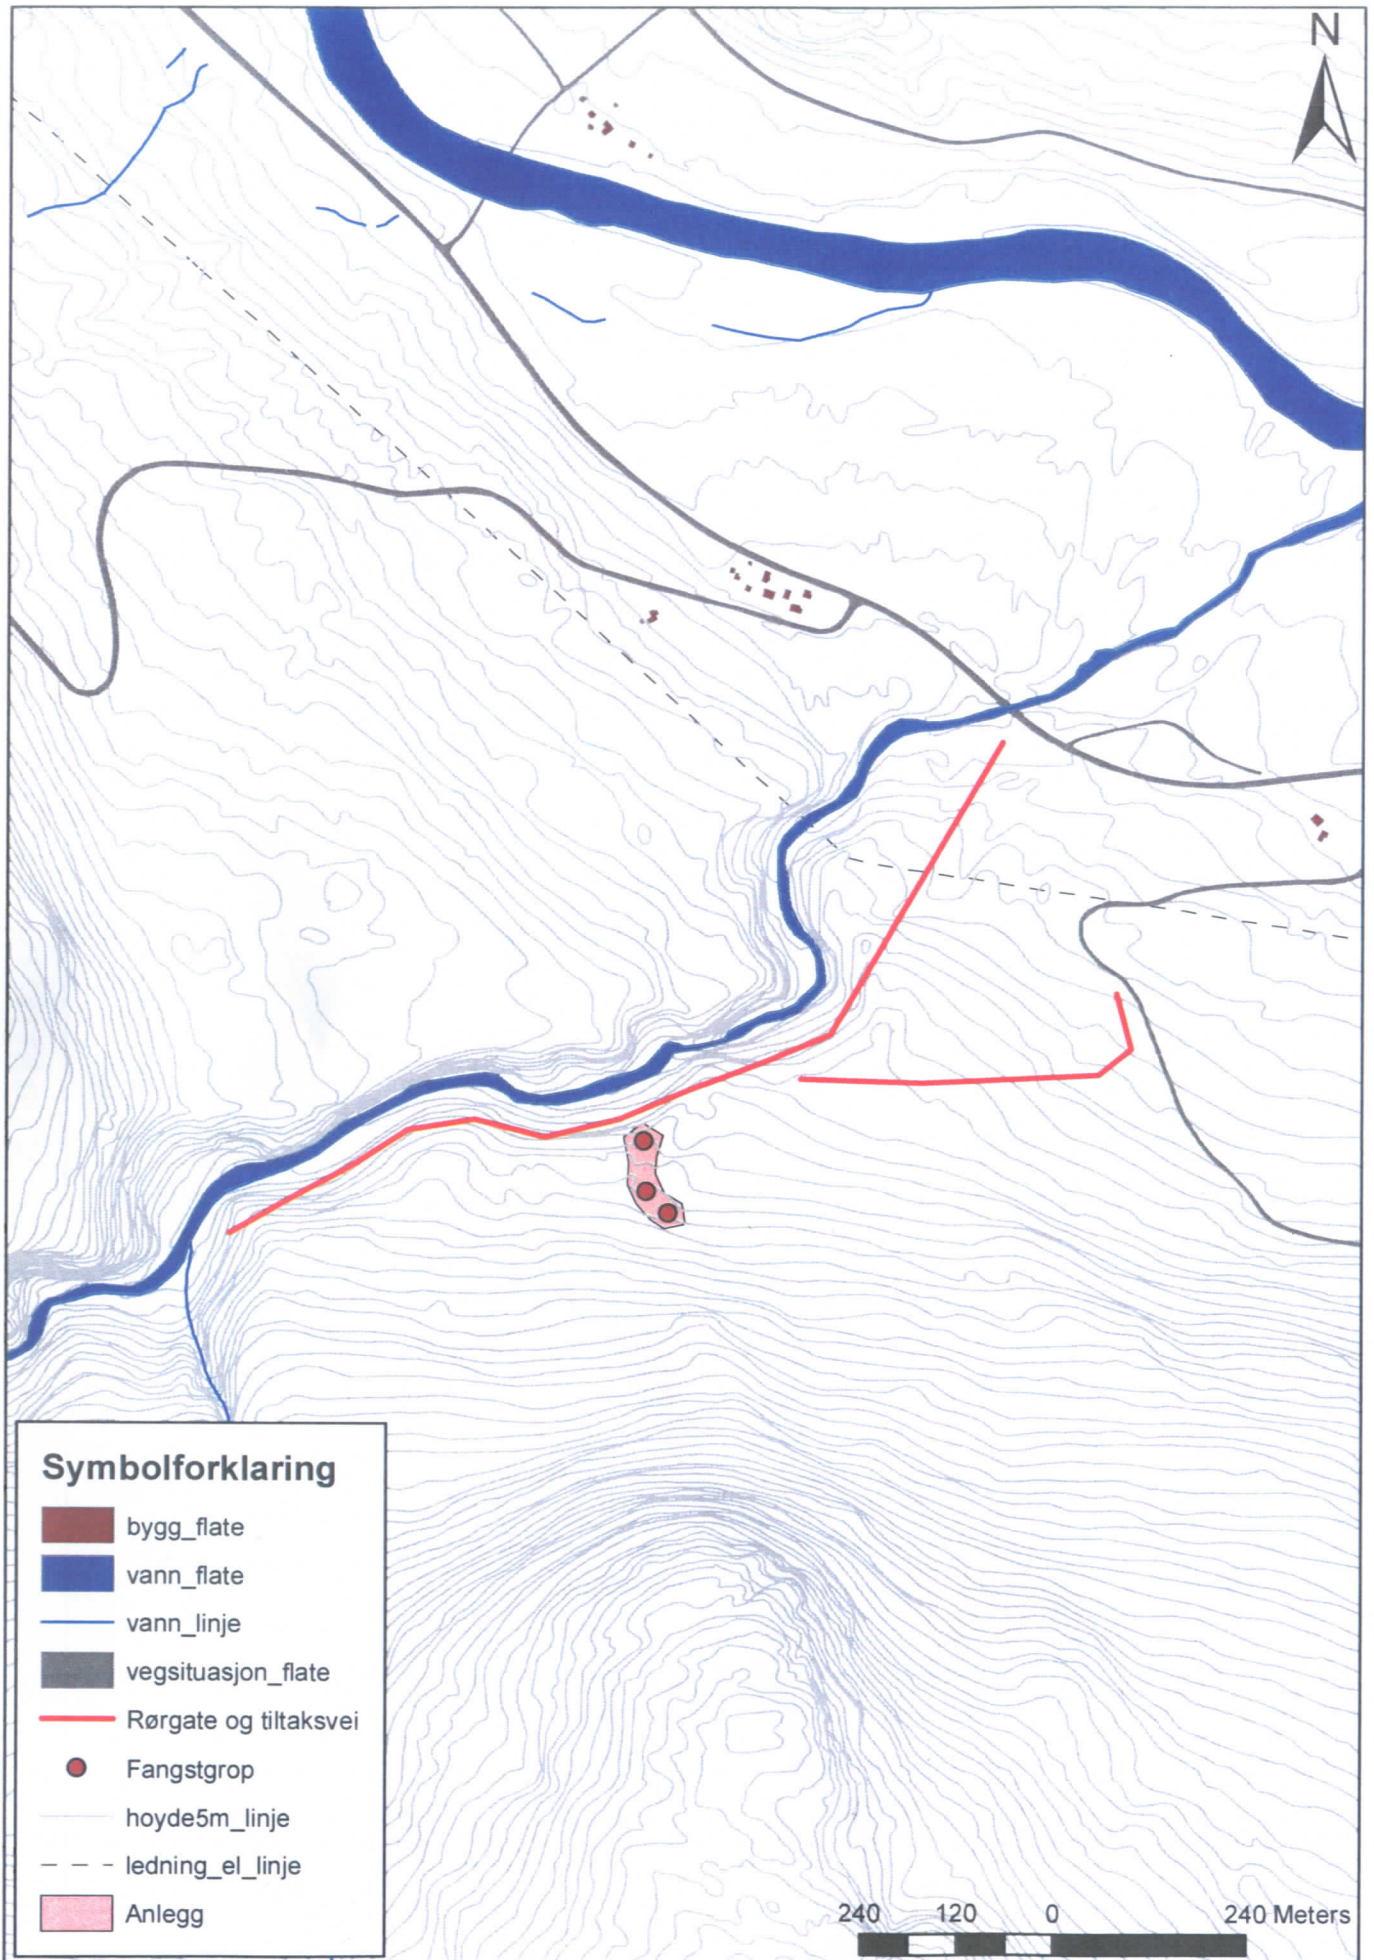 N
Symbolforklaring
bygg_flate
vann_flate
vann_linje
vegsituasjon_flate
Rørgate og tiltaksvei
Fangstgrop
hoyde5m_linje
ledning_el_linje
Anlegg
240 120 0 240 Meters